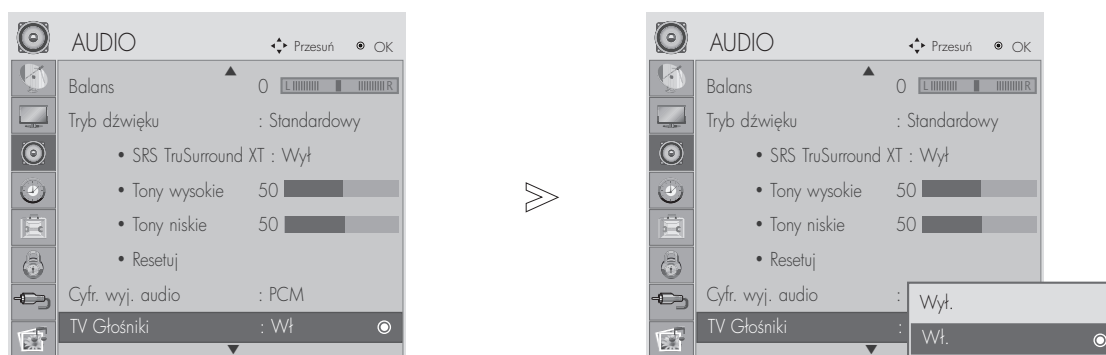 AUDIO Przesuń OK
Balans 0 L R
Tryb dźwięku : Standardowy
• SRS TruSurround XT : Wył
• Tony wysokie 50
• Tony niskie 50
• Resetuj
Cyfr. wyj. audio : PCM
TV Głośniki : Wł
AUDIO Przesuń OK
Balans 0 L R
Tryb dźwięku : Standardowy
• SRS TruSurround XT : Wył
• Tony wysokie 50
• Tony niskie 50
• Resetuj
Cyfr. wyj. audio :
TV Głośniki :
Wył.
Wł.